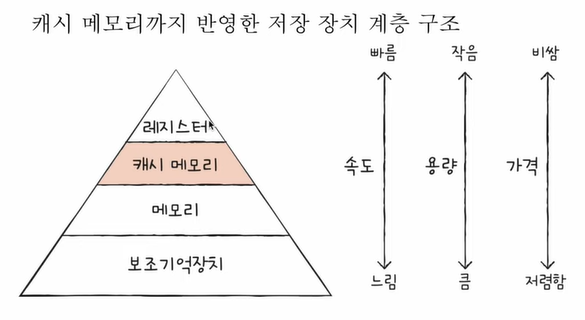 캐시 메모리까지 반영한 저장 장치 계층 구조
빠름 작음 비쌈
레지스터
캐시 메모리 속도 용량 가격
메모리
보조기억장치
느림 큼 저렴함